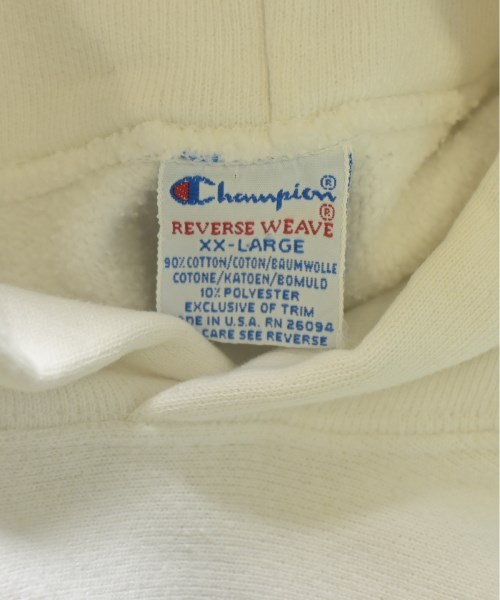 Champion®
®
REVERSE WEAVE
XX-LARGE
90% COTTON/COTON/BAUMWOLLE
COTONE/KATOEN/BOMULD
10% POLYESTER
EXCLUSIVE OF TRIM
DE IN U.S.A. RN 26094
CARE SEE REVERSE